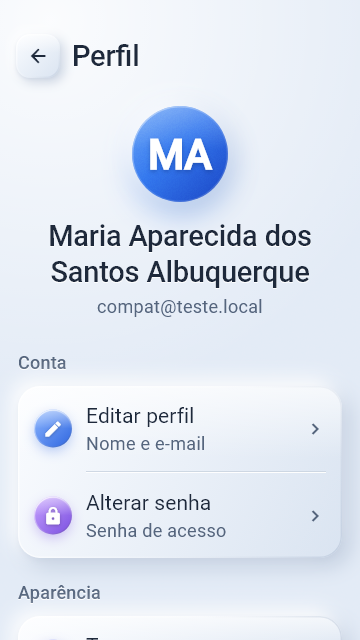 Perfil
MA
Maria Aparecida dos
Santos Albuquerque
compat@teste.local
Conta
Editar perfil
Nome e e-mail
Alterar senha
Senha de acesso
Aparência